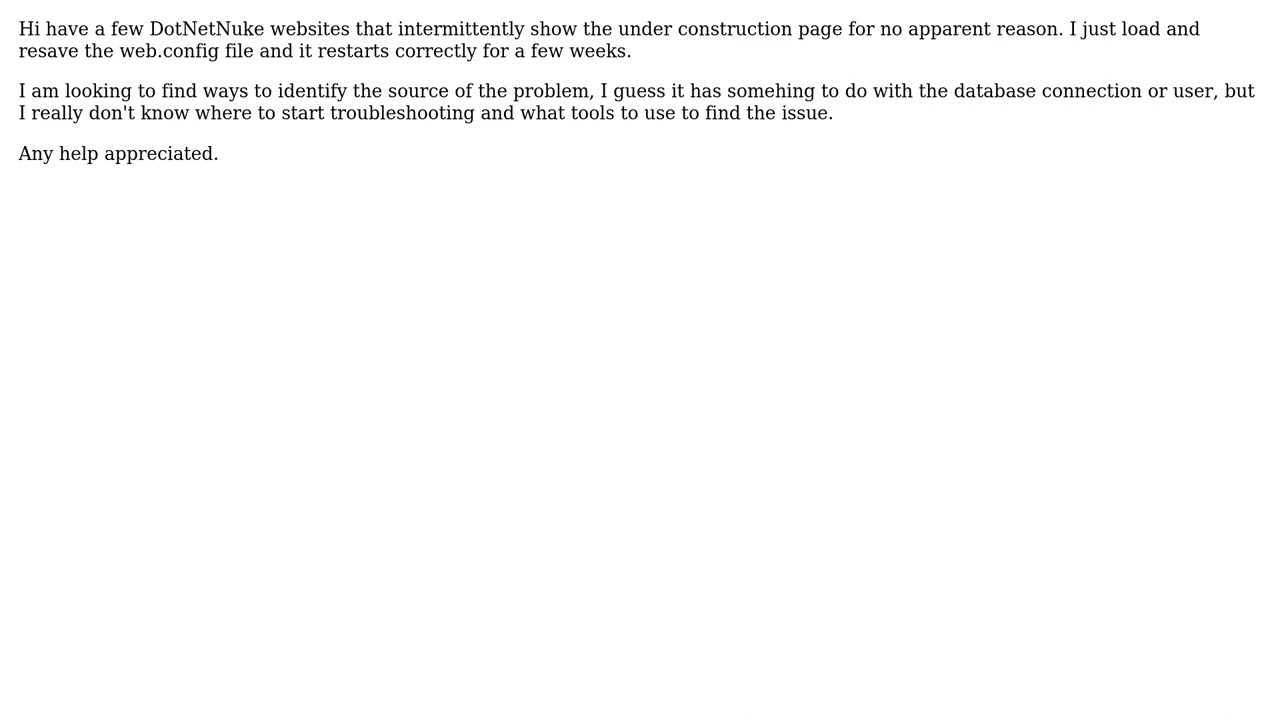 Hi have a few DotNetNuke websites that intermittently show the under construction page for no apparent reason. I just load and
resave the web.config file and it restarts correctly for a few weeks.
I am looking to find ways to identify the source of the problem, I guess it has somehing to do with the database connection or user, but
I really don't know where to start troubleshooting and what tools to use to find the issue.
Any help appreciated.